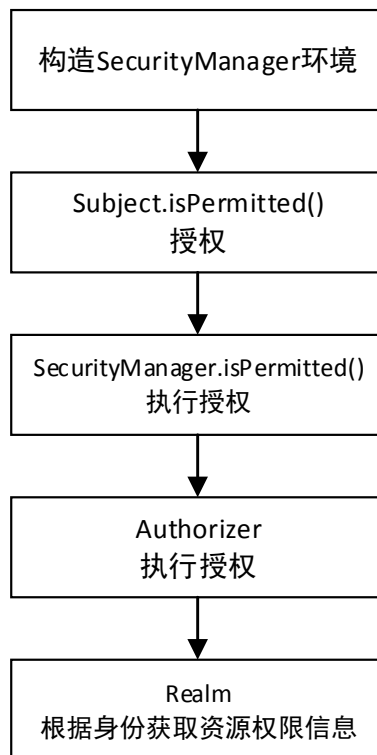 构造SecurityManager环境
Subject.isPermitted()
授权
SecurityManager.isPermitted()
执行授权
Authorizer
执行授权
Realm
根据身份获取资源权限信息